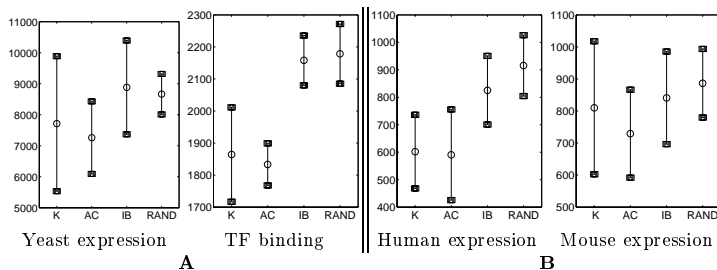 11000
10000
9000
8000
7000
6000
5000
K AC IB RAND
Yeast expression
2300
2200
2100
2000
1900
1800
1700
K AC IB RAND
TF binding
A
1100
1000
900
800
700
600
500
400
K AC IB RAND
Human expression
1100
1000
900
800
700
600
500
K AC IB RAND
Mouse expression
B